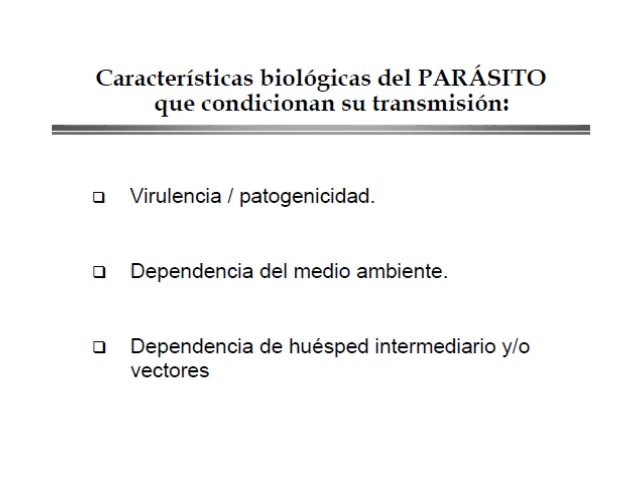 Características biológicas del PARÁSITO
que condicionan su transmisión:
Virulencia / patogenicidad.
Dependencia del medio ambiente.
Dependencia de huésped intermediario y/o
vectores